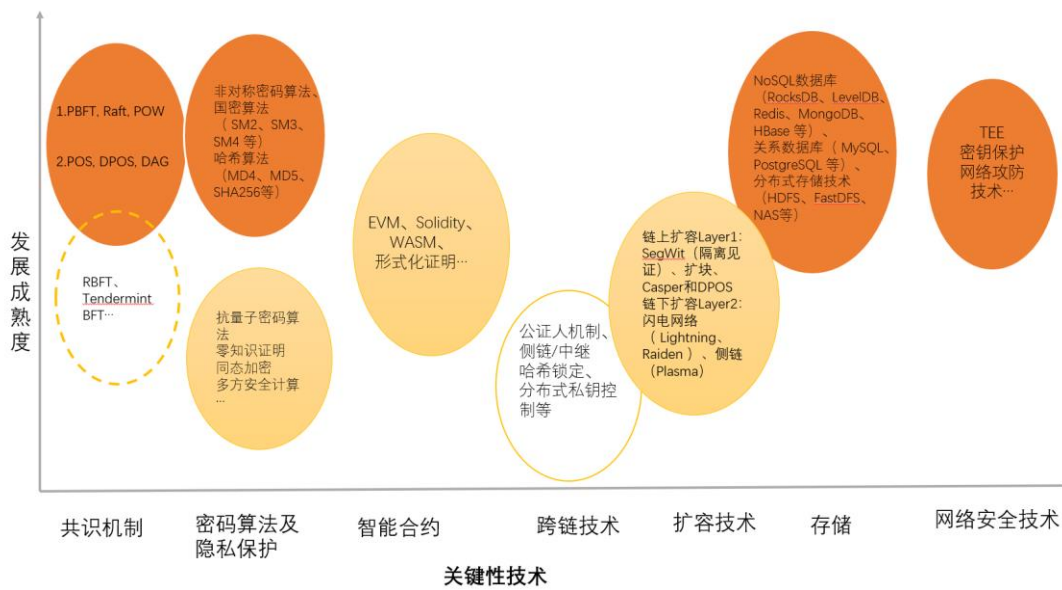 发展成熟度
1.PBFT, Raft, POW
2.POS, DPOS, DAG
RBFT、
Tendermint
BFT…
非对称密码算法、
国密算法
（ SM2、SM3、
SM4 等）
哈希算法
（MD4、MD5、
SHA256等）
抗量子密码算
法
零知识证明
同态加密
多方安全计算
…
EVM、Solidity、
WASM、
形式化证明…
公证人机制、
侧链/中继
哈希锁定、
分布式私钥控
制等
链上扩容Layer1:
SegWit（隔离见
证）、扩块、
Casper和DPOS
链下扩容Layer2:
闪电网络
（ Lightning、
Raiden ）、侧链
（Plasma）
NoSQL数据库
（RocksDB、LevelDB、
Redis、MongoDB、
HBase 等）、
关系数据库（ MySQL、
PostgreSQL 等）、
分布式存储技术
（HDFS、FastDFS、
NAS等）
TEE
密钥保护
网络攻防
技术…
共识机制
密码算法及
隐私保护
智能合约
跨链技术
扩容技术
存储
网络安全技术
关键性技术